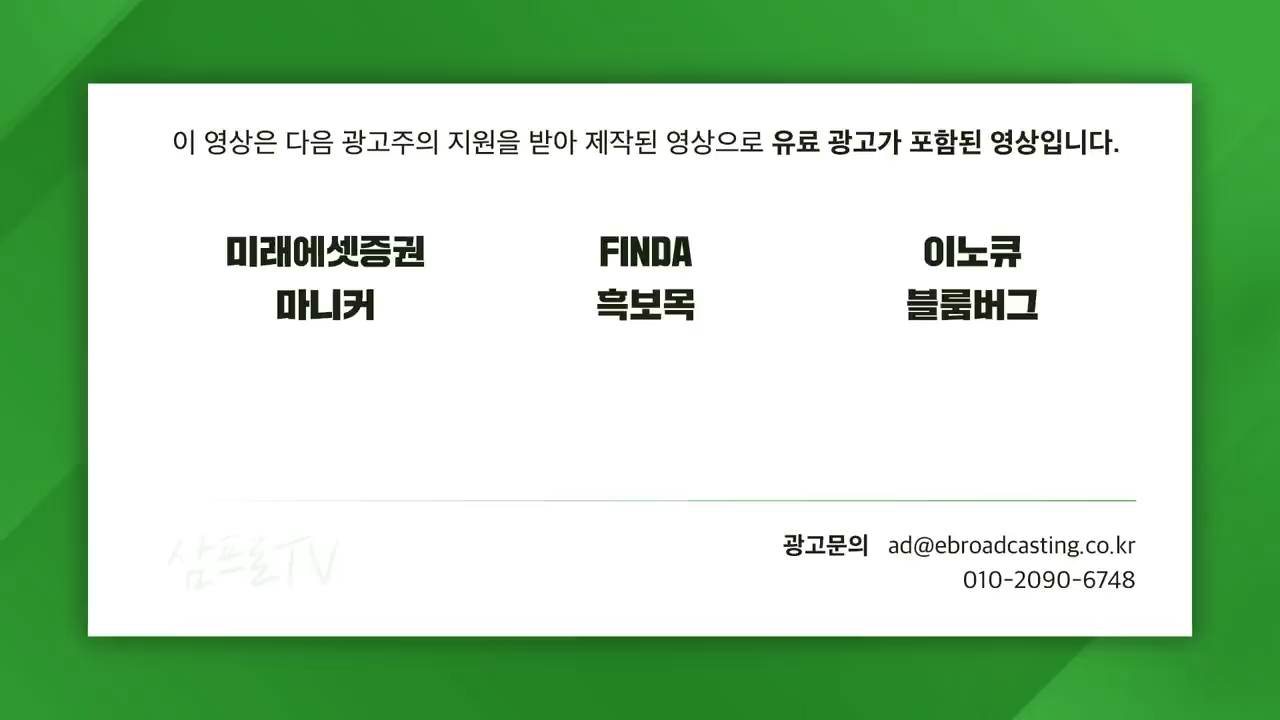 이 영상은 다음 광고주의 지원을 받아 제작된 영상으로 유료 광고가 포함된 영상입니다.
미래에셋증권 FINDA 이노큐
마니커 흑보목 블룸버그
삼프로TV
광고문의 ad@ebroadcasting.co.kr
010-2090-6748